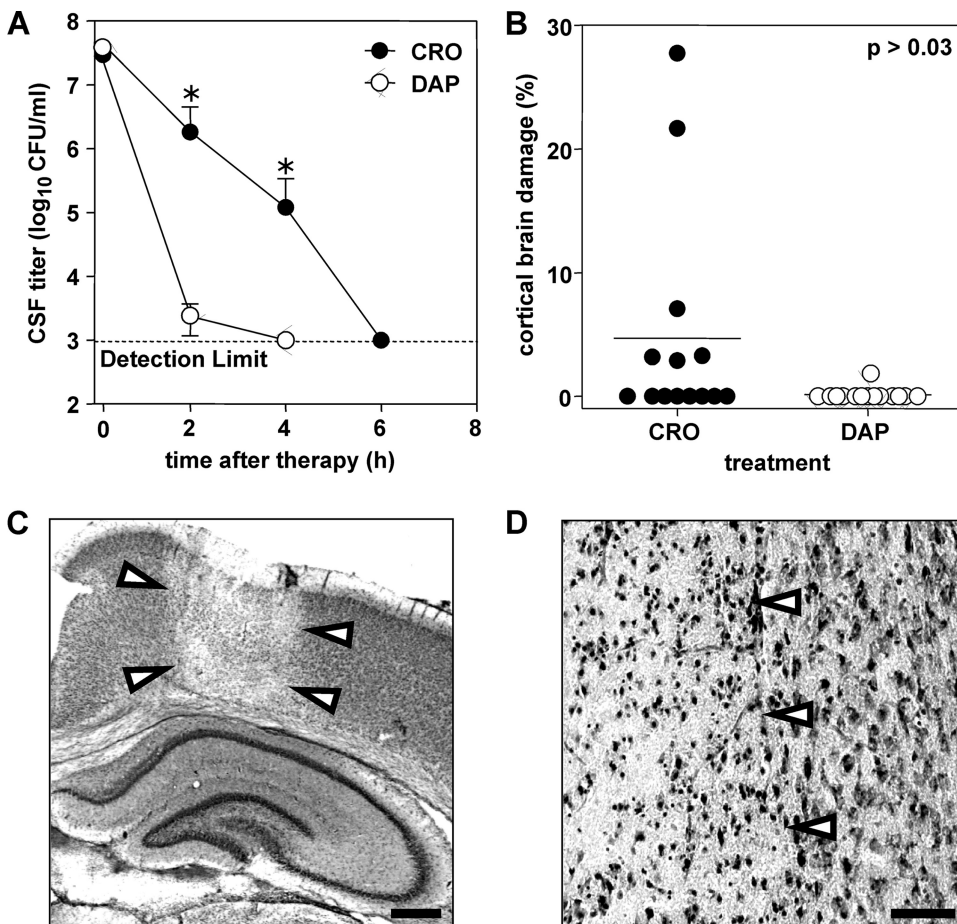 A
CSF titer (log10 CFU/ml)
8
7
6
5
4
3
2
CRO
DAP
*
*
Detection Limit
0
2
4
6
8
time after therapy (h)
B
cortical brain damage (%)
30
20
10
0
p > 0.03
CRO
DAP
treatment
C
D